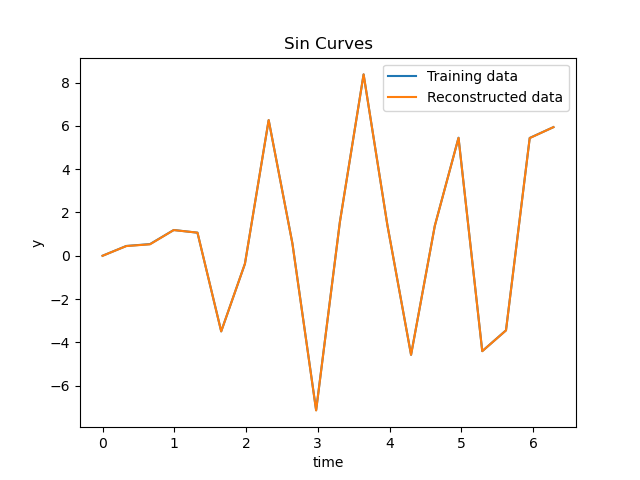 Sin Curves
Training data
Reconstructed data
y
8
6
4
2
0
−2
−4
−6
0 1 2 3 4 5 6
time